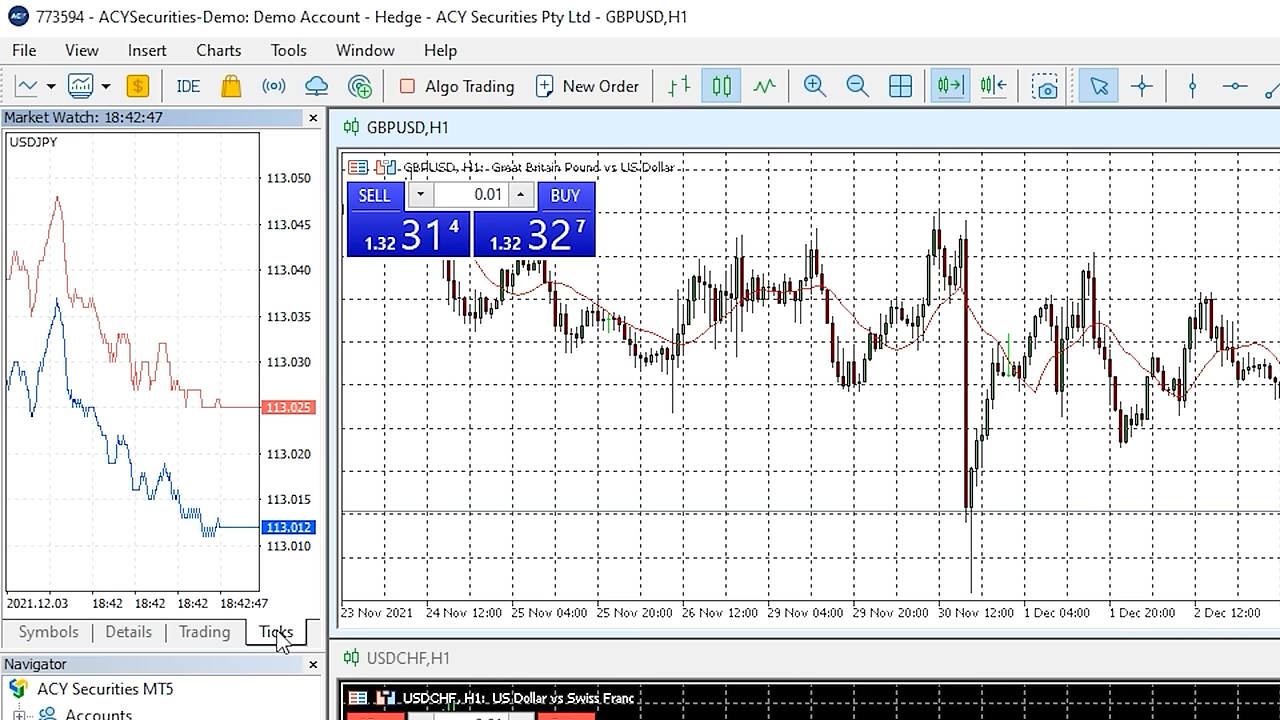 773594 - ACYSecurities-Demo: Demo Account - Hedge - ACY Securities Pty Ltd - GBPUSD,H1
File View Insert Charts Tools Window Help
IDE Algo Trading New Order
Market Watch: 18:42:47
USDJPY
113.050
113.045
113.040
113.035
113.030
113.025
113.020
113.015
113.012
113.010
2021.12.03 18:42 18:42 18:42 18:42:47
Symbols Details Trading Ticks
Navigator
ACY Securities MT5
Accounts
GBPUSD,H1
GBPUSD, H1: Great Britain Pound vs US Dollar
SELL 0.01 BUY
1.32 31 4 1.32 32 7
23 Nov 2021 24 Nov 12:00 25 Nov 04:00 25 Nov 20:00 26 Nov 12:00 29 Nov 04:00 29 Nov 20:00 30 Nov 12:00 1 Dec 04:00 1 Dec 20:00 2 Dec 12:00
USDCHF,H1
USDCHF, H1: US Dollar vs Swiss Franc